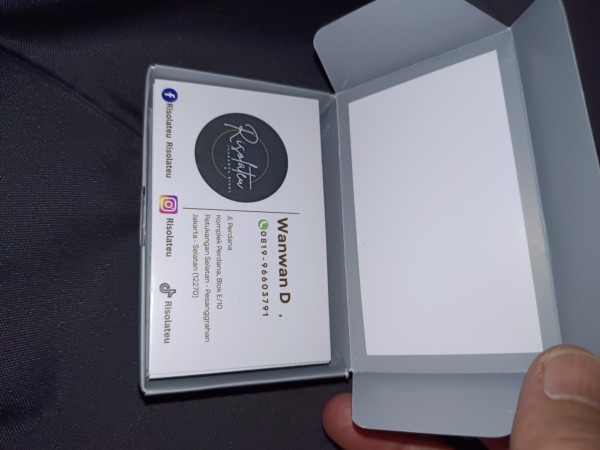 Risolateu
Wanwan D .
0819-96603791
Jl. Perdana
Komplek Perdana, Blok E/10
Petukangan Selatan - Pesanggrahan
Jakarta - Selatan (12270)
Risolateu Risolateu
Risolateu
Risolateu